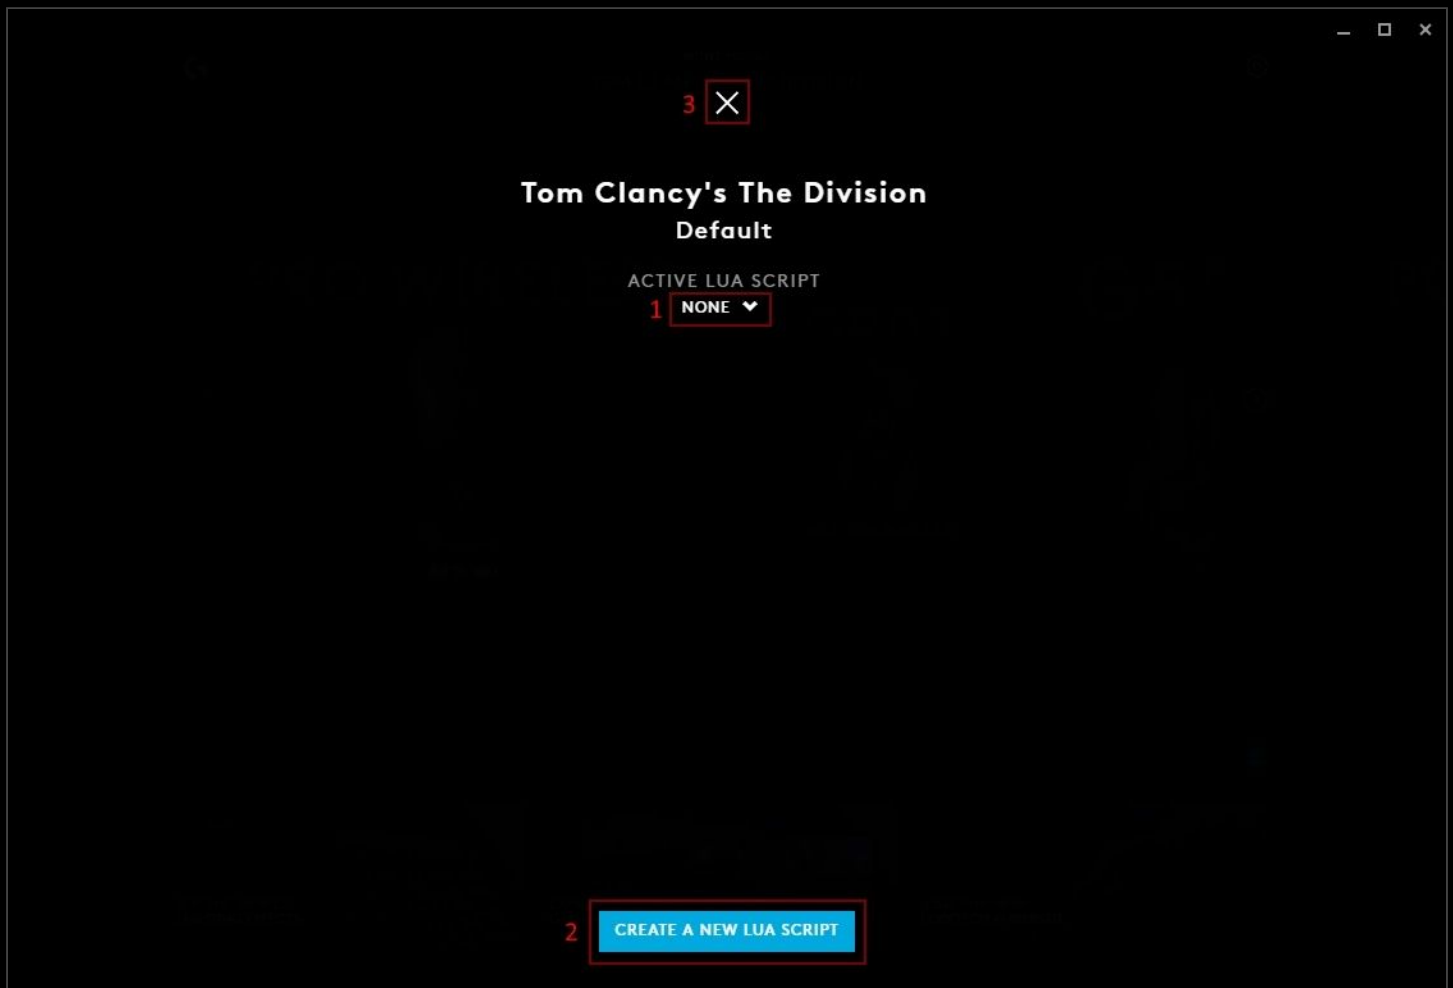 3
Tom Clancy's The Division
Default
ACTIVE LUA SCRIPT
1 NONE
2 CREATE A NEW LUA SCRIPT